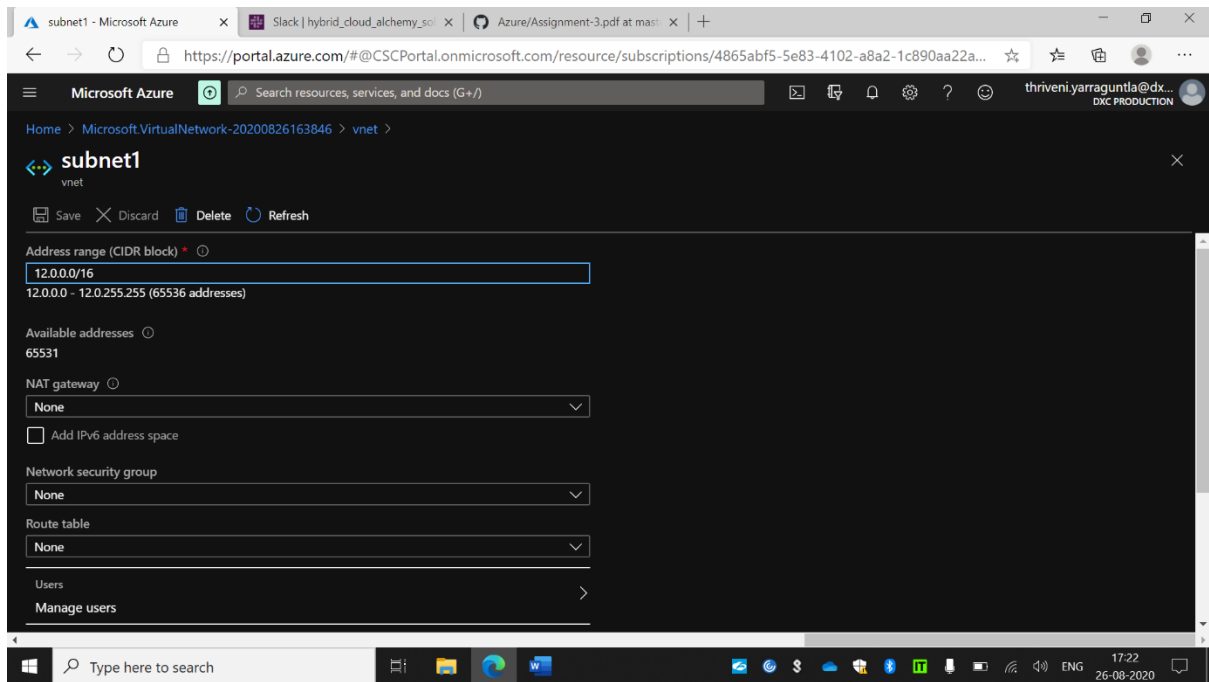 subnet1 - Microsoft Azure
Slack | hybrid_cloud_alchemy_sol
Azure/Assignment-3.pdf at mast
https://portal.azure.com/#@CSCPortal.onmicrosoft.com/resource/subscriptions/4865abf5-5e83-4102-a8a2-1c890aa22a...
Microsoft Azure
Search resources, services, and docs (G+/)
thriveni.yarraguntla@dx...
DXC PRODUCTION
Home > Microsoft.VirtualNetwork-20200826163846 > vnet >
subnet1
vnet
Save Discard Delete Refresh
Address range (CIDR block) *
12.0.0.0/16
12.0.0.0 - 12.0.255.255 (65536 addresses)
Available addresses
65531
NAT gateway
None
Add IPv6 address space
Network security group
None
Route table
None
Users
Manage users
Type here to search
ENG
17:22
26-08-2020